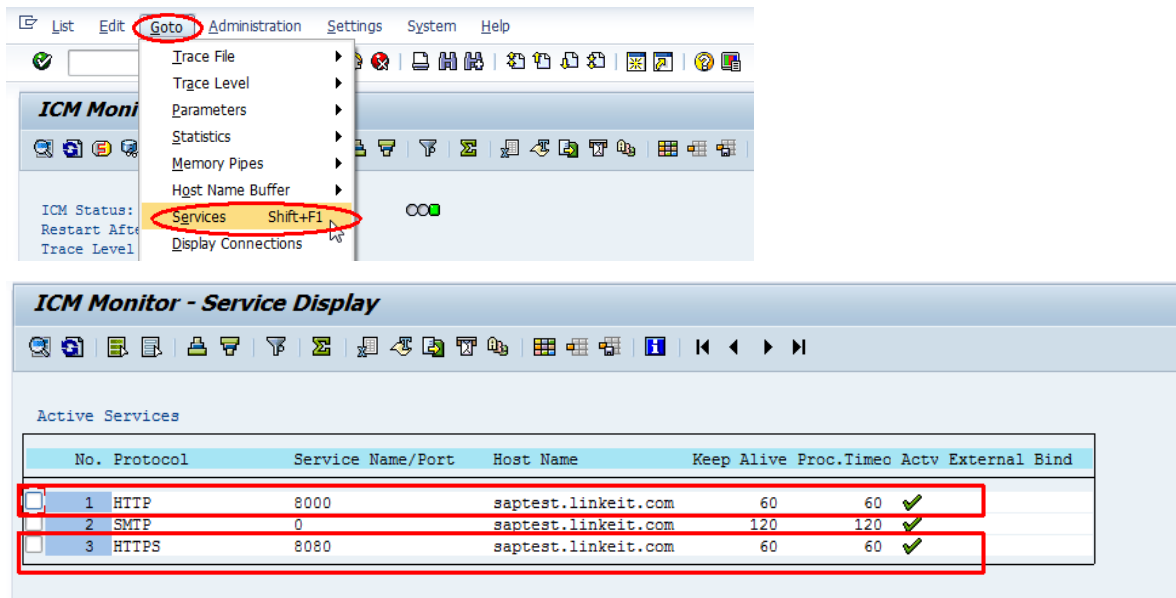 List Edit Goto Administration Settings System Help
Trace File
ICM Moni
Trace Level
Parameters
Statistics
Memory Pipes
Host Name Buffer
ICM Status:
Services Shift+F1
Restart Afte
Trace Level
Display Connections
ICM Monitor - Service Display
Active Services
No. Protocol Service Name/Port Host Name Keep Alive Proc.Timeo Actv External Bind
1 HTTP 8000 saptest.linkeit.com 60 60
2 SMTP 0 saptest.linkeit.com 120 120
3 HTTPS 8080 saptest.linkeit.com 60 60